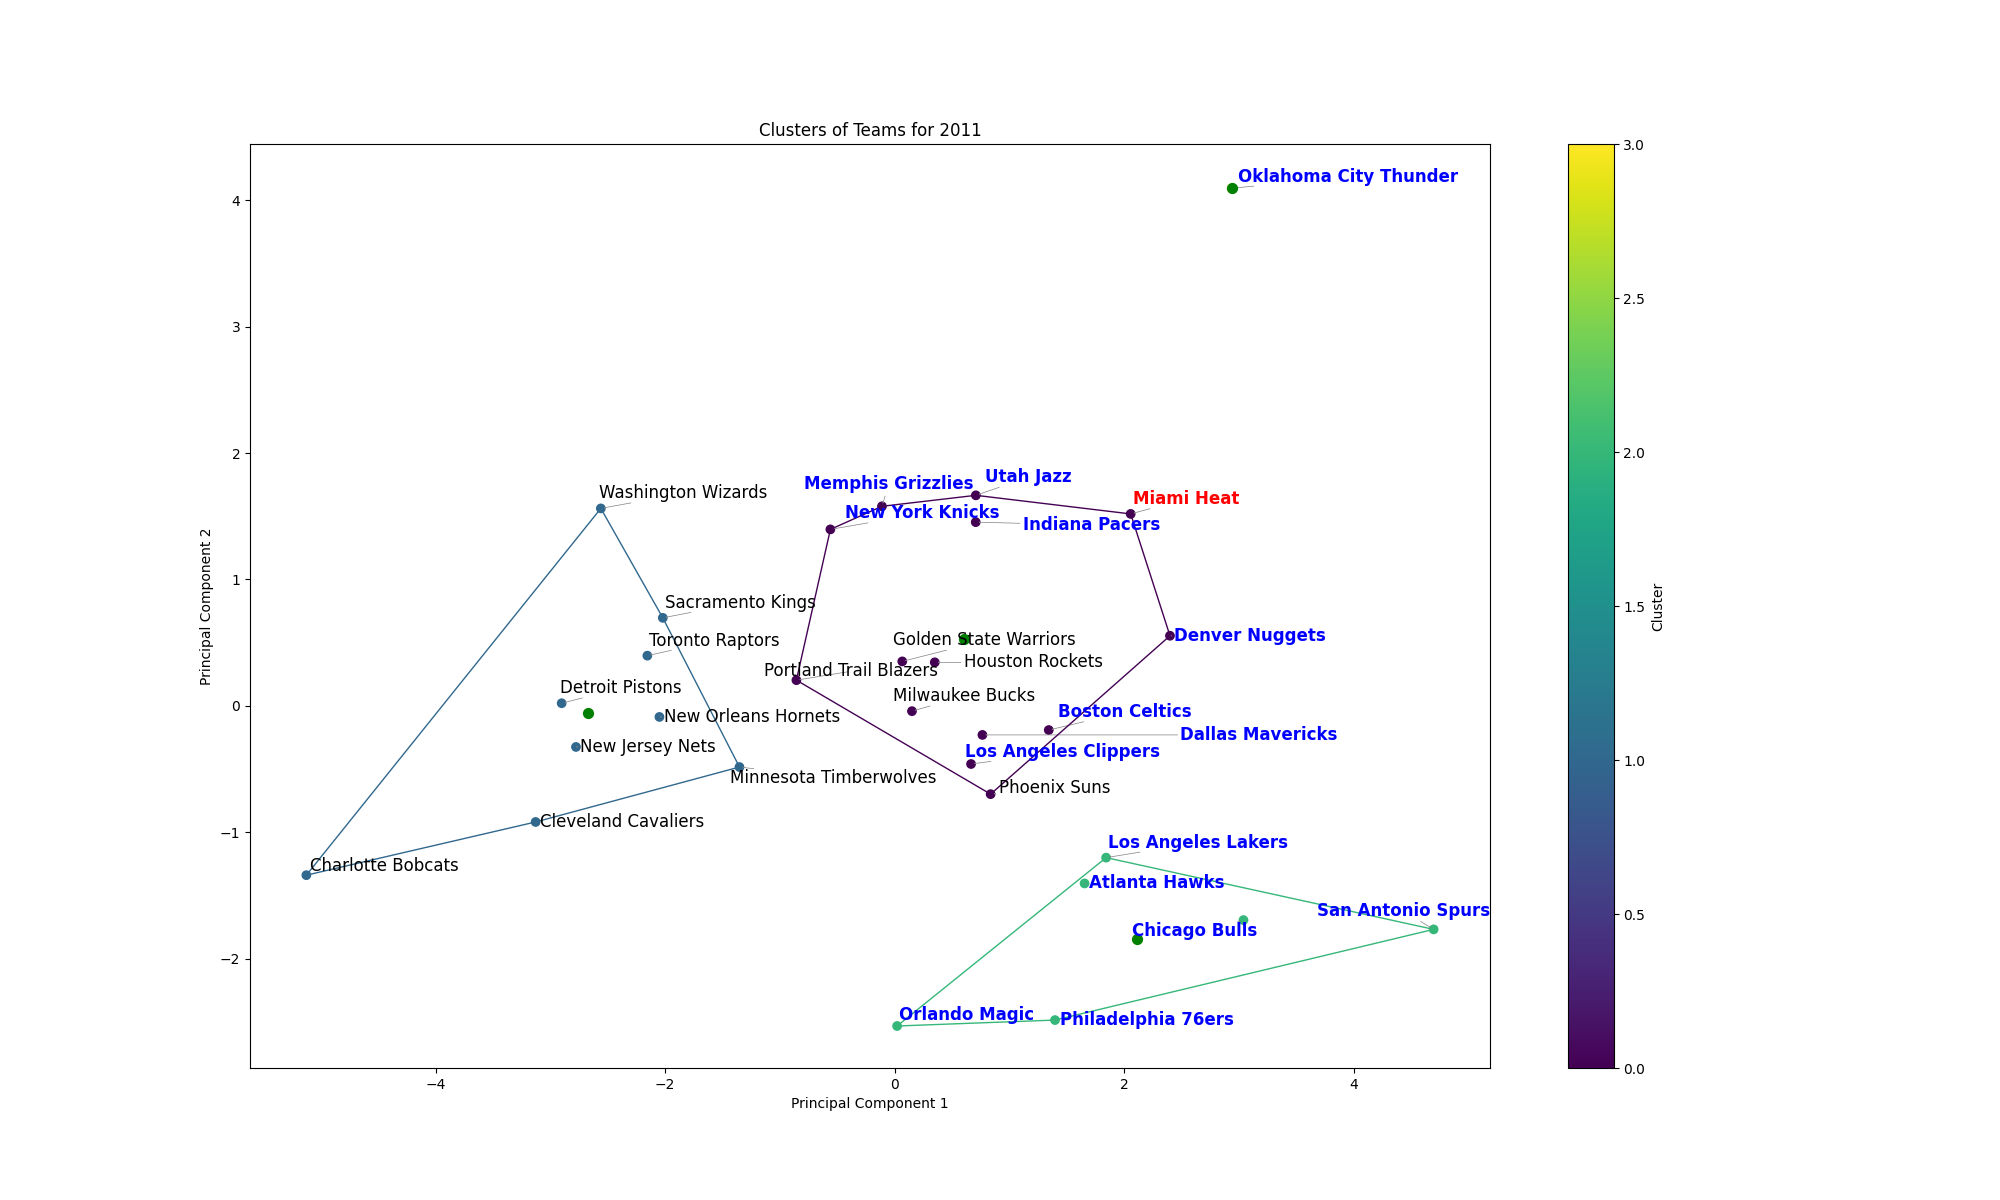 Clusters of Teams for 2011
Oklahoma City Thunder
Utah Jazz
Memphis Grizzlies
Washington Wizards
Miami Heat
New York Knicks
Indiana Pacers
Sacramento Kings
Denver Nuggets
Toronto Raptors
Golden State Warriors
Houston Rockets
Portland Trail Blazers
Detroit Pistons
Milwaukee Bucks
Boston Celtics
New Orleans Hornets
Dallas Mavericks
New Jersey Nets
Los Angeles Clippers
Minnesota Timberwolves
Phoenix Suns
Cleveland Cavaliers
Los Angeles Lakers
Charlotte Bobcats
Atlanta Hawks
San Antonio Spurs
Chicago Bulls
Orlando Magic
Philadelphia 76ers
4
3
2
1
0
−1
−2
Principal Component 2
−4
−2
0
2
4
Principal Component 1
3.0
2.5
2.0
1.5
1.0
0.5
0.0
Cluster